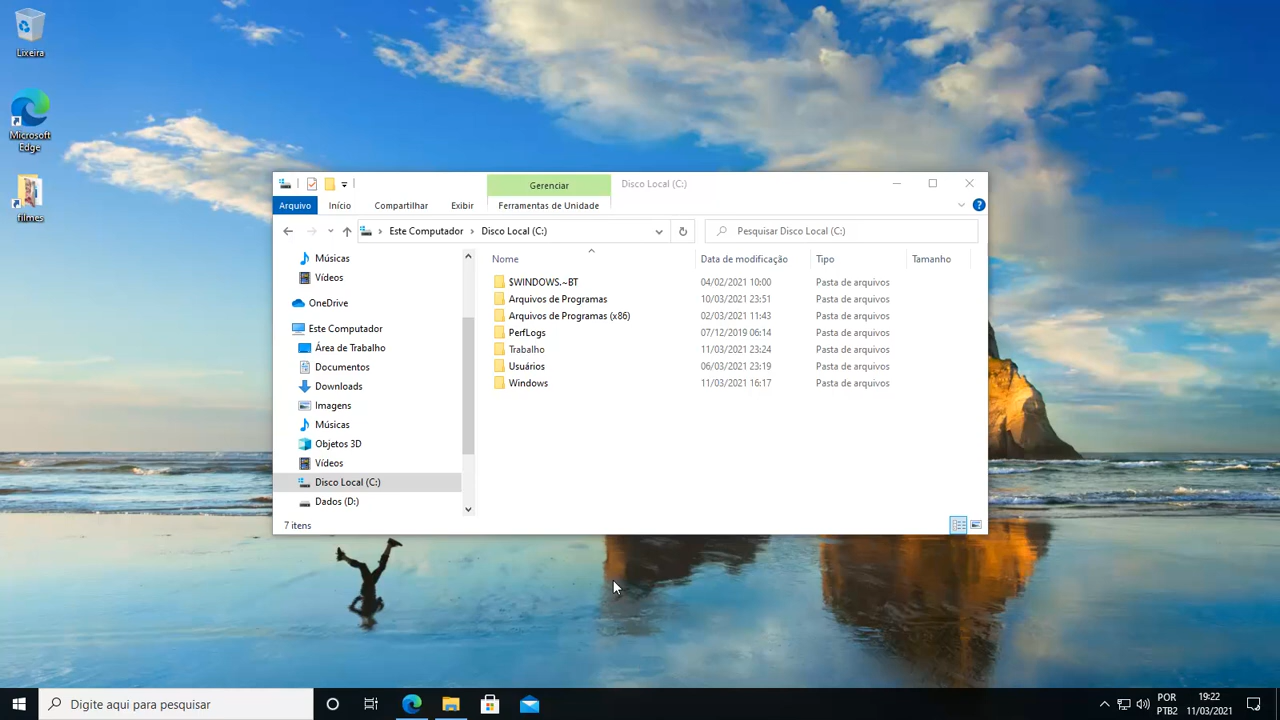 Lixeira
Microsoft
Edge
filmes
Gerenciar
Disco Local (C:)
Arquivo Início Compartilhar Exibir Ferramentas de Unidade
Este Computador Disco Local (C:)
Pesquisar Disco Local (C:)
Músicas
Vídeos
OneDrive
Este Computador
Área de Trabalho
Documentos
Downloads
Imagens
Músicas
Objetos 3D
Vídeos
Disco Local (C:)
Dados (D:)
Nome Data de modificação Tipo Tamanho
$WINDOWS.~BT 04/02/2021 10:00 Pasta de arquivos
Arquivos de Programas 10/03/2021 23:51 Pasta de arquivos
Arquivos de Programas (x86) 02/03/2021 11:43 Pasta de arquivos
PerfLogs 07/12/2019 06:14 Pasta de arquivos
Trabalho 11/03/2021 23:24 Pasta de arquivos
Usuários 06/03/2021 23:19 Pasta de arquivos
Windows 11/03/2021 16:17 Pasta de arquivos
7 itens
Digite aqui para pesquisar
POR
PTB2
19:22
11/03/2021